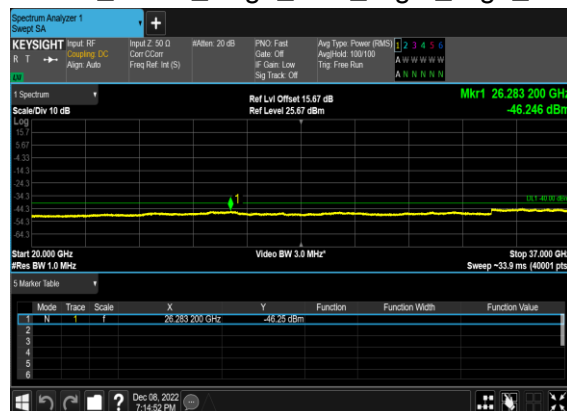 Spectrum Analyzer 1
Swept SA
+
KEYSIGHT
R T
Input: RF
Coupling: DC
Align: Auto
Input Z: 50 Ω
Corr CCorr
Freq Ref: Int (S)
#Atten: 20 dB
PNO: Fast
Gate: Off
IF Gain: Low
Sig Track: Off
Avg Type: Power (RMS)
Avg|Hold: 100/100
Trig: Free Run
1 2 3 4 5 6
A W W W W W
A N N N N N
1 Spectrum
Scale/Div 10 dB
Ref Lvl Offset 15.67 dB
Ref Level 25.67 dBm
Mkr1 26.283 200 GHz
-46.246 dBm
Log
15.7
5.67
-4.33
-14.3
-24.3
-34.3
-44.3
-54.3
-64.3
1
DL1 -40.00 dBm
Start 20.000 GHz
#Res BW 1.0 MHz
Video BW 3.0 MHz*
Stop 37.000 GHz
Sweep ~33.9 ms (40001 pts)
5 Marker Table
Mode Trace Scale X Y Function Function Width Function Value
1 N 1 f 26.283 200 GHz -46.25 dBm
2
3
4
5
6
?
Dec 08, 2022
7:14:52 PM